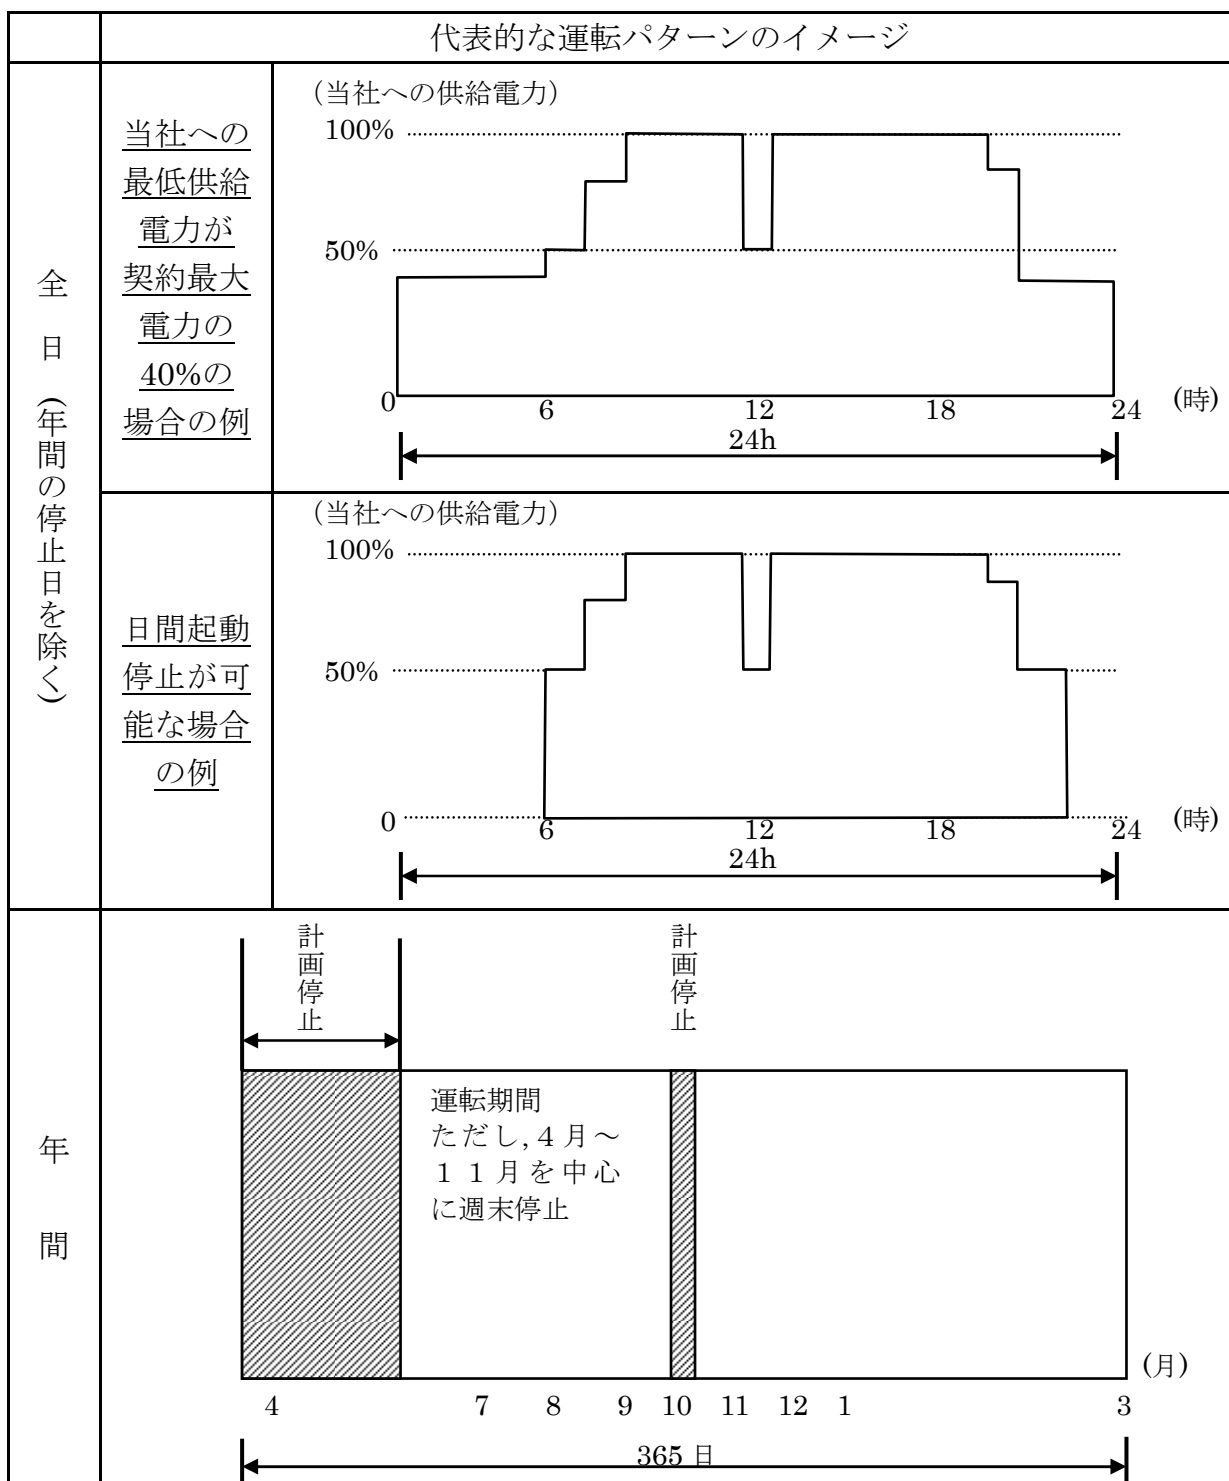 代表的な運転パターンのイメージ
全日(年間の停止日を除く)
当社への
最低供給
電力が
契約最大
電力の
40%の
場合の例
（当社への供給電力）
100%
50%
0
6
12
18
24
(時)
24h
日間起動
停止が可
能な場合
の例
（当社への供給電力）
100%
50%
0
6
12
18
24
(時)
24h
年間
計画停止
計画停止
運転期間
ただし,４月～
１１月を中心
に週末停止
(月)
4
7
8
9
10
11
12
1
3
365 日